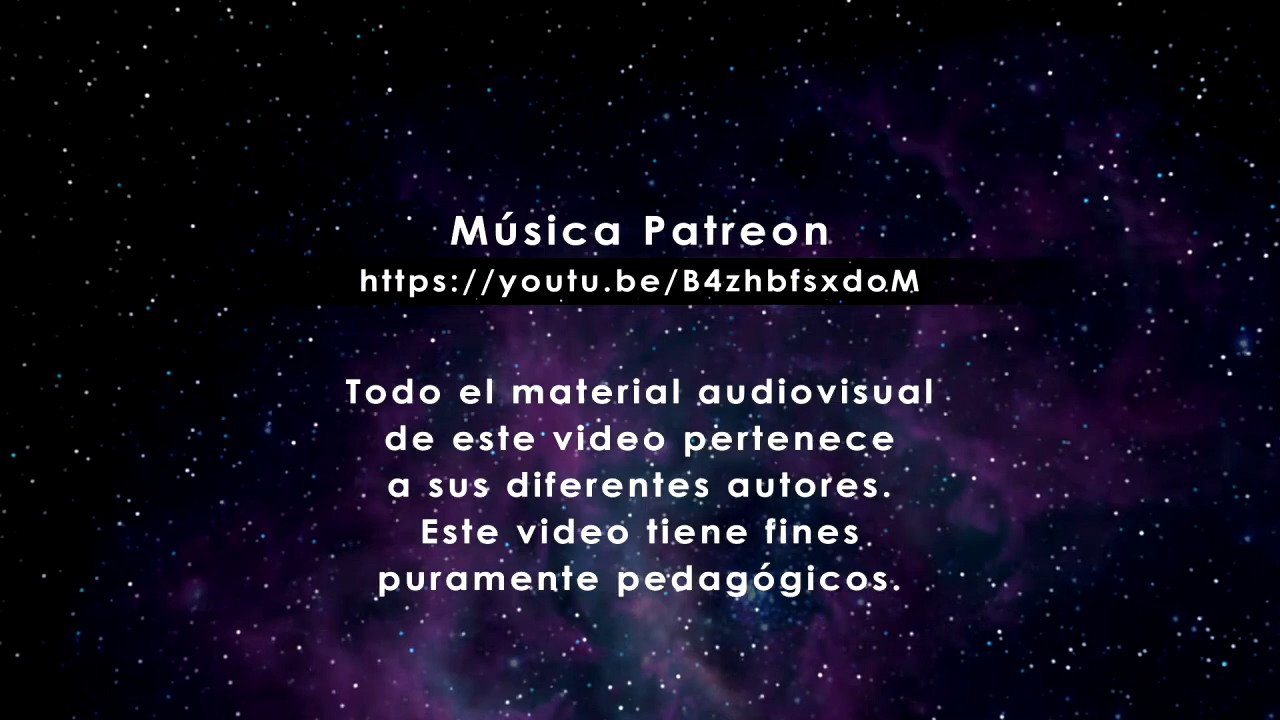 Música Patreon
https://youtu.be/B4zhbfsxdoM
Todo el material audiovisual
de este video pertenece
a sus diferentes autores.
Este video tiene fines
puramente pedagógicos.